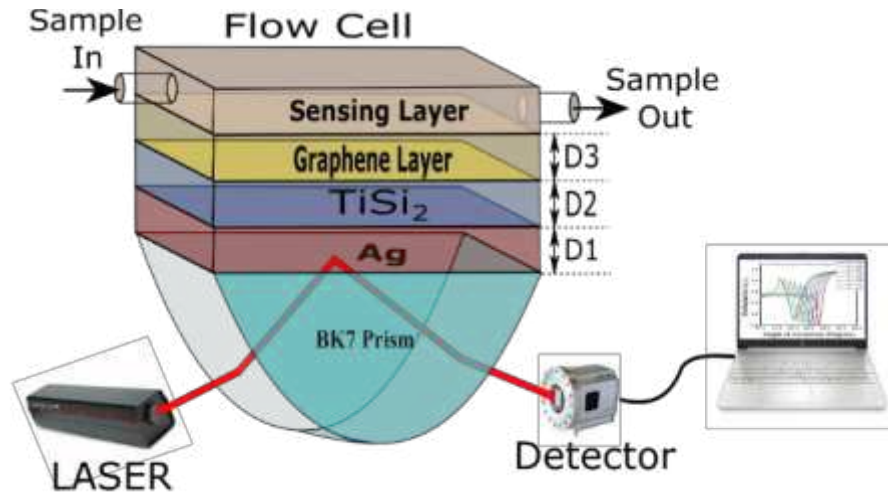 Sample
In
Flow Cell
Sample
Out
Sensing Layer
Graphene Layer
D3
TiSi₂
D2
Ag
D1
BK7 Prism
LASER
Detector